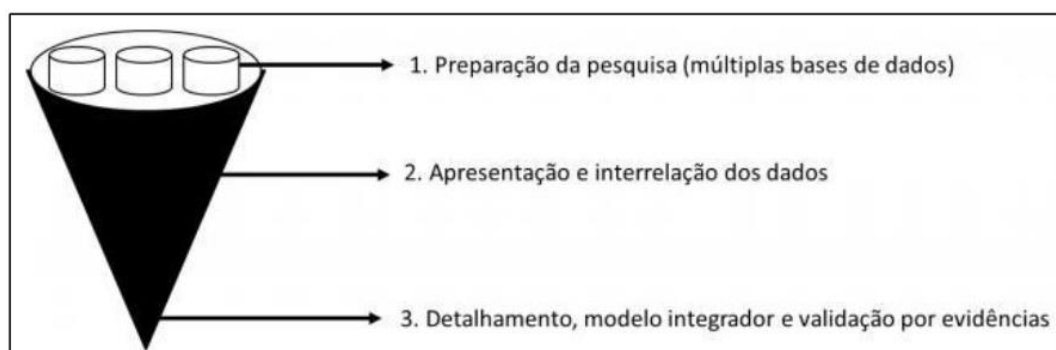 1. Preparação da pesquisa (múltiplas bases de dados)
2. Apresentação e interrelação dos dados
3. Detalhamento, modelo integrador e validação por evidências